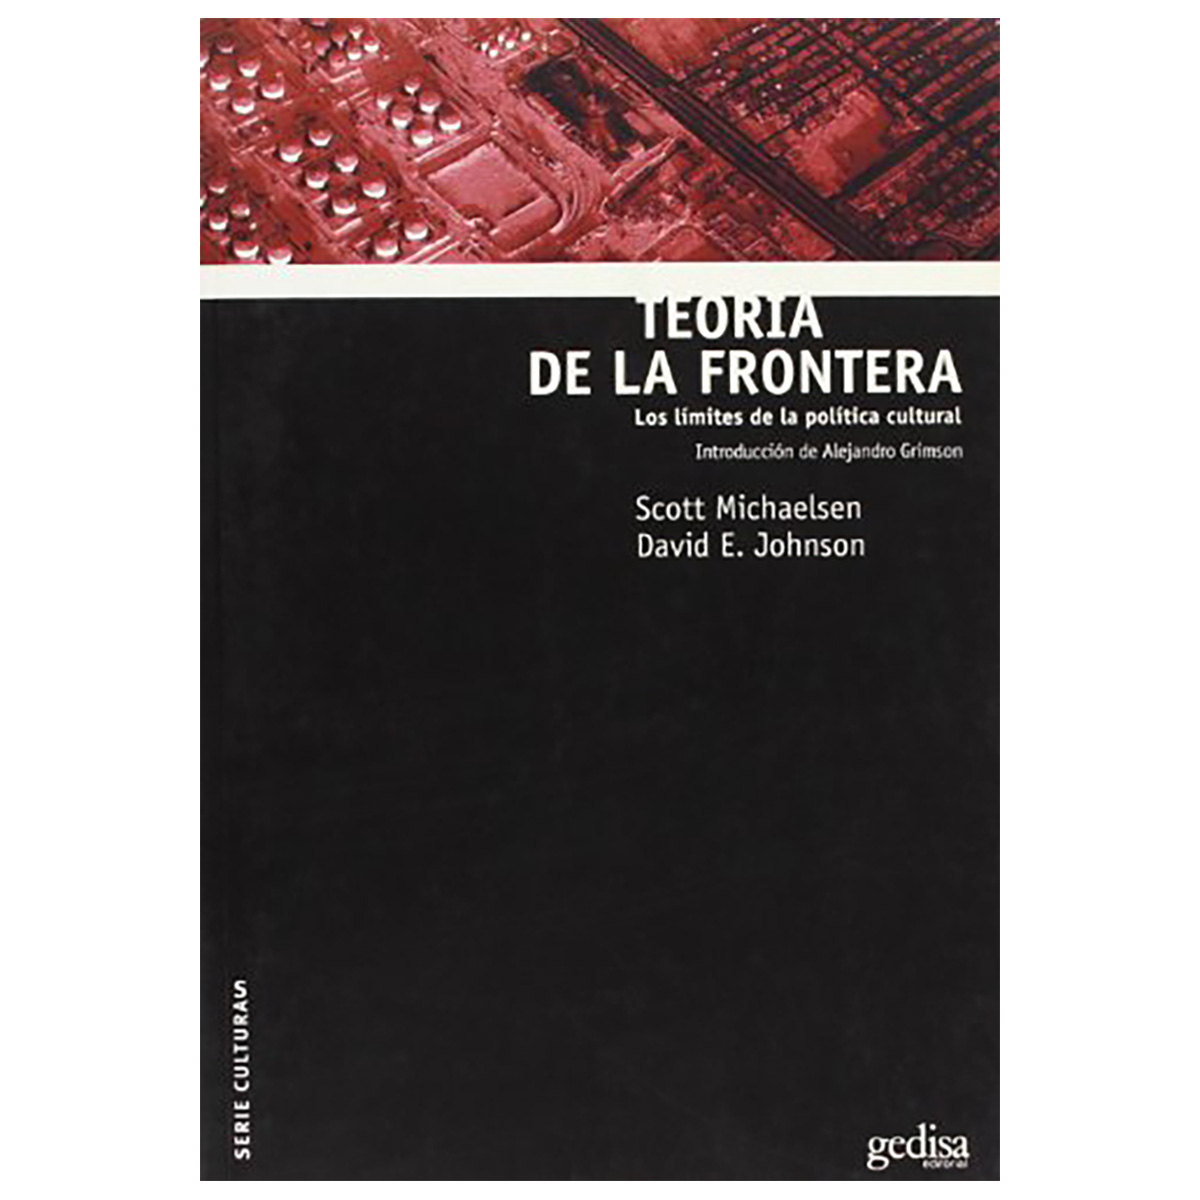 TEORIA
DE LA FRONTERA
Los límites de la política cultural
Introducción de Alejandro Grimson
Scott Michaelsen
David E. Johnson
SERIE CULTURAS
gedisa
editorial